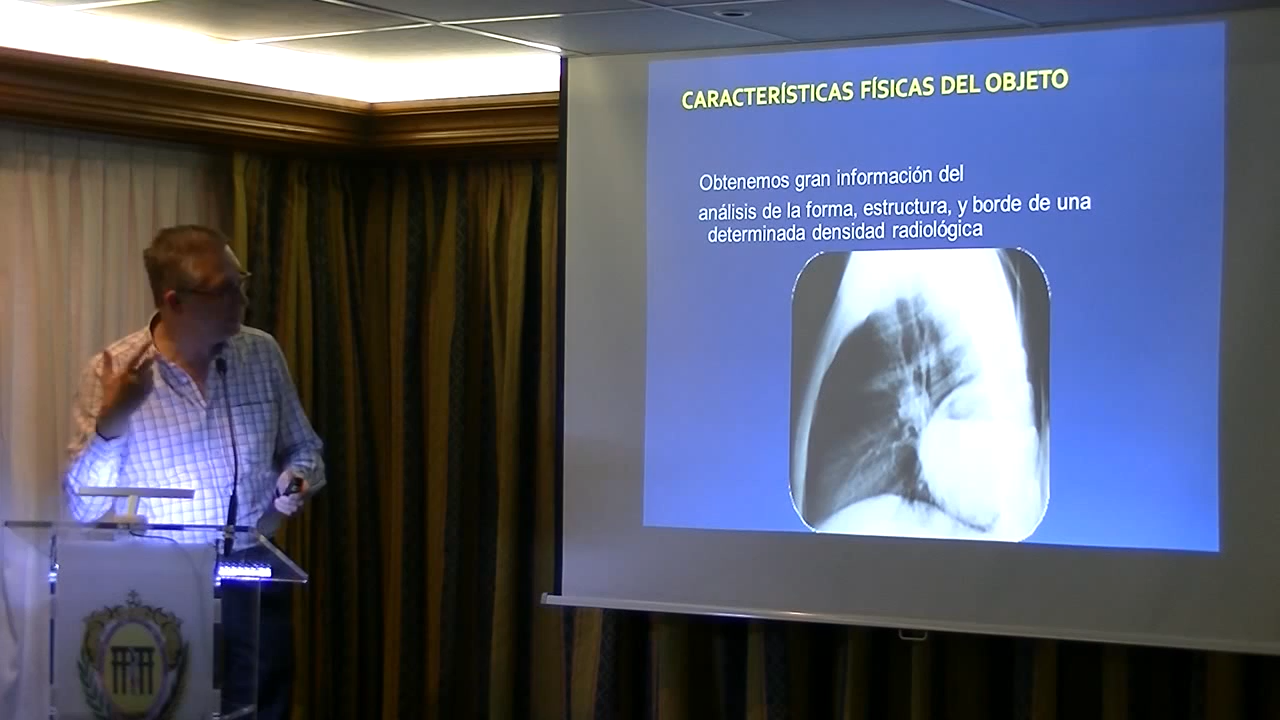 CARACTERÍSTICAS FÍSICAS DEL OBJETO
Obtenemos gran información del
análisis de la forma, estructura, y borde de una
determinada densidad radiológica